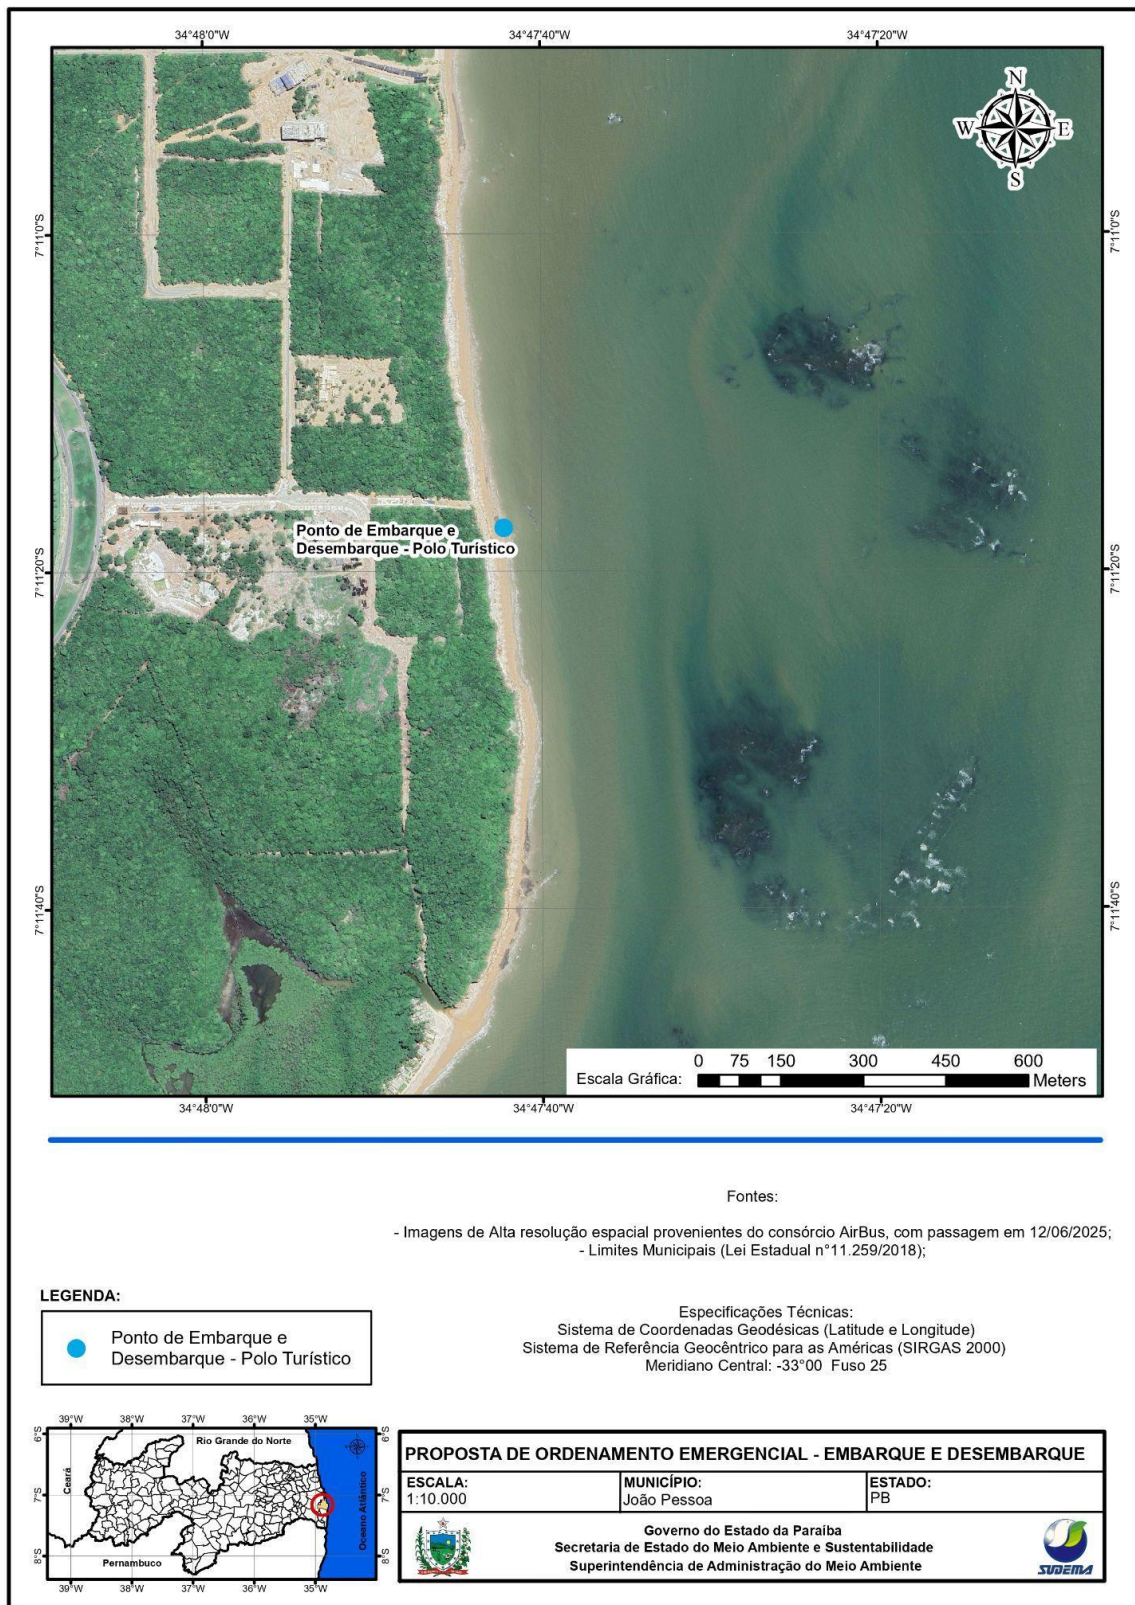 34°48'0"W
34°47'40"W
34°47'20"W
N
W
E
S
7°11'0"S
7°11'0"S
Ponto de Embarque e
Desembarque - Polo Turístico
7°11'20"S
7°11'20"S
7°11'40"S
7°11'40"S
0 75 150 300 450 600
Escala Gráfica:
Meters
34°48'0"W
34°47'40"W
34°47'20"W
Fontes:
- Imagens de Alta resolução espacial provenientes do consórcio AirBus, com passagem em 12/06/2025;
- Limites Municipais (Lei Estadual n°11.259/2018);
LEGENDA:
Ponto de Embarque e
Desembarque - Polo Turístico
Especificações Técnicas:
Sistema de Coordenadas Geodésicas (Latitude e Longitude)
Sistema de Referência Geocêntrico para as Américas (SIRGAS 2000)
Meridiano Central: -33°00 Fuso 25
39°W 38°W 37°W 36°W 35°W
6°S
6°S
Rio Grande do Norte
Ceará
7°S
7°S
Oceano Atlântico
Pernambuco
8°S
8°S
39°W 38°W 37°W 36°W 35°W
PROPOSTA DE ORDENAMENTO EMERGENCIAL - EMBARQUE E DESEMBARQUE
ESCALA:
1:10.000
MUNICÍPIO:
João Pessoa
ESTADO:
PB
Governo do Estado da Paraíba
Secretaria de Estado do Meio Ambiente e Sustentabilidade
Superintendência de Administração do Meio Ambiente
SUDEMA